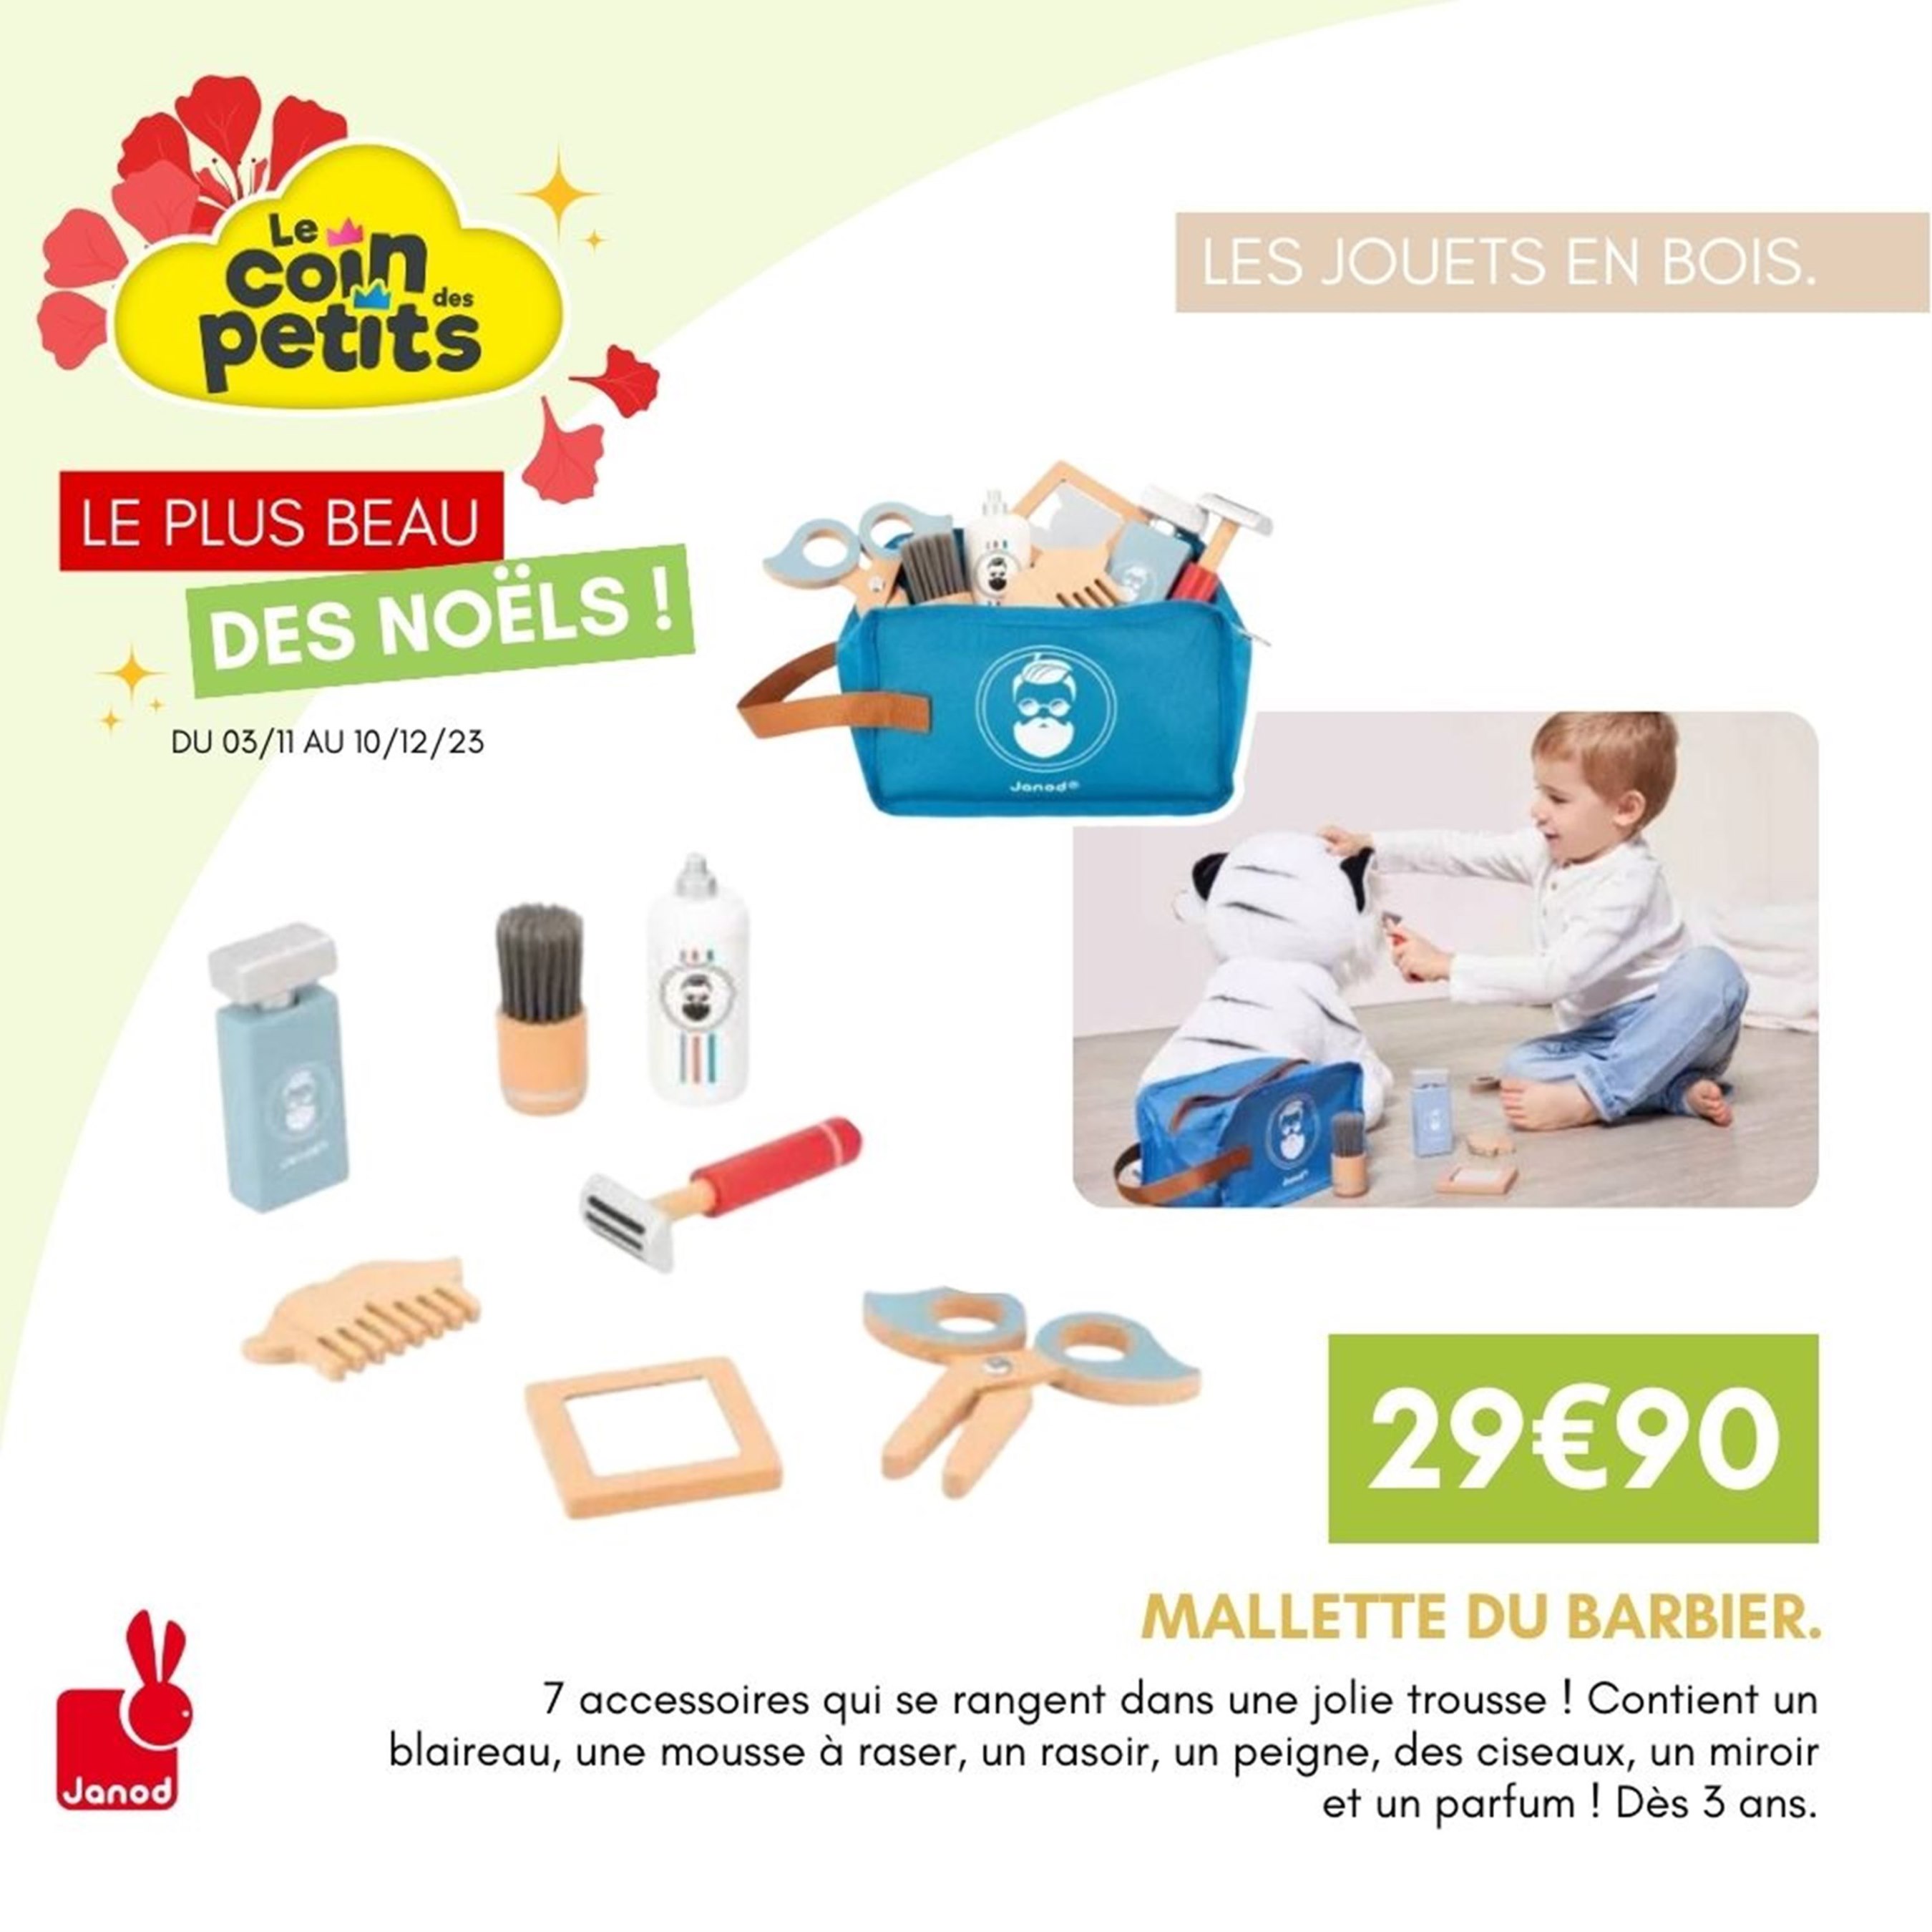 Le
coin
des
petits
LES JOUETS EN BOIS.
LE PLUS BEAU
DES NOËLS !
DU 03/11 AU 10/12/23
Janod®
29€90
MALLETTE DU BARBIER.
7 accessoires qui se rangent dans une jolie trousse ! Contient un
blaireau, une mousse à raser, un rasoir, un peigne, des ciseaux, un miroir
et un parfum ! Dès 3 ans.
Janod